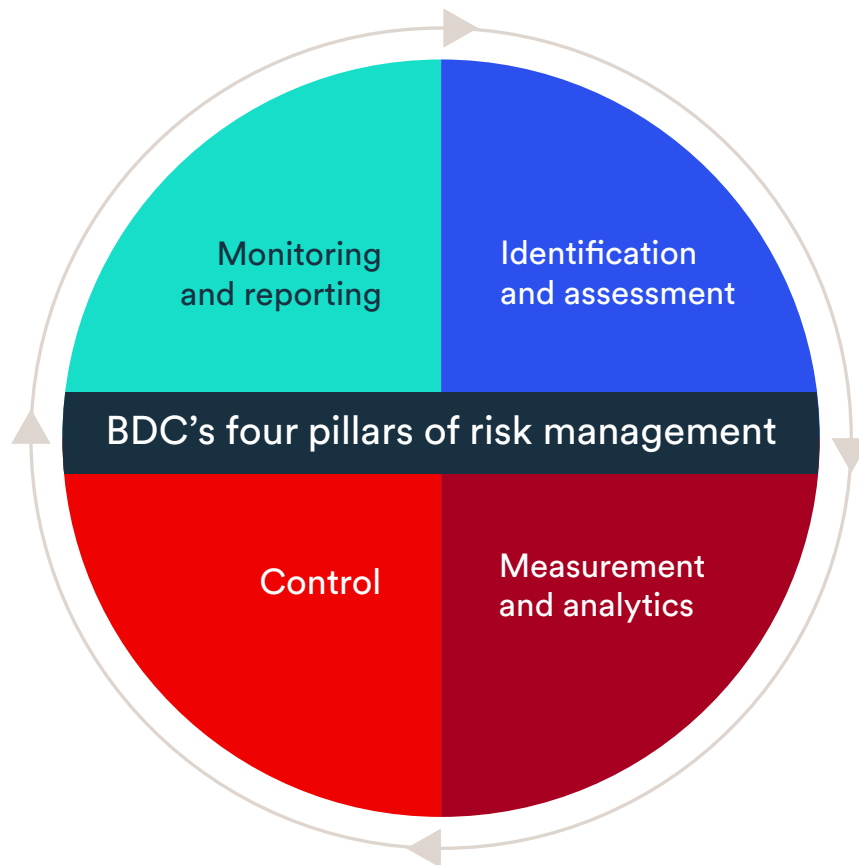 Monitoring
and reporting
Identification
and assessment
BDC’s four pillars of risk management
Control
Measurement
and analytics